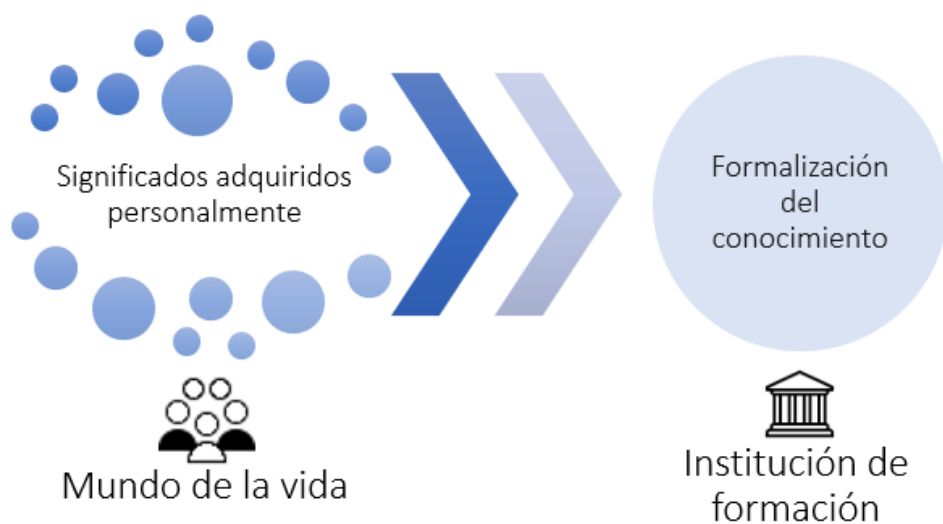 Significados adquiridos
personalmente
Formalización
del
conocimiento
Mundo de la vida
Institución de
formación